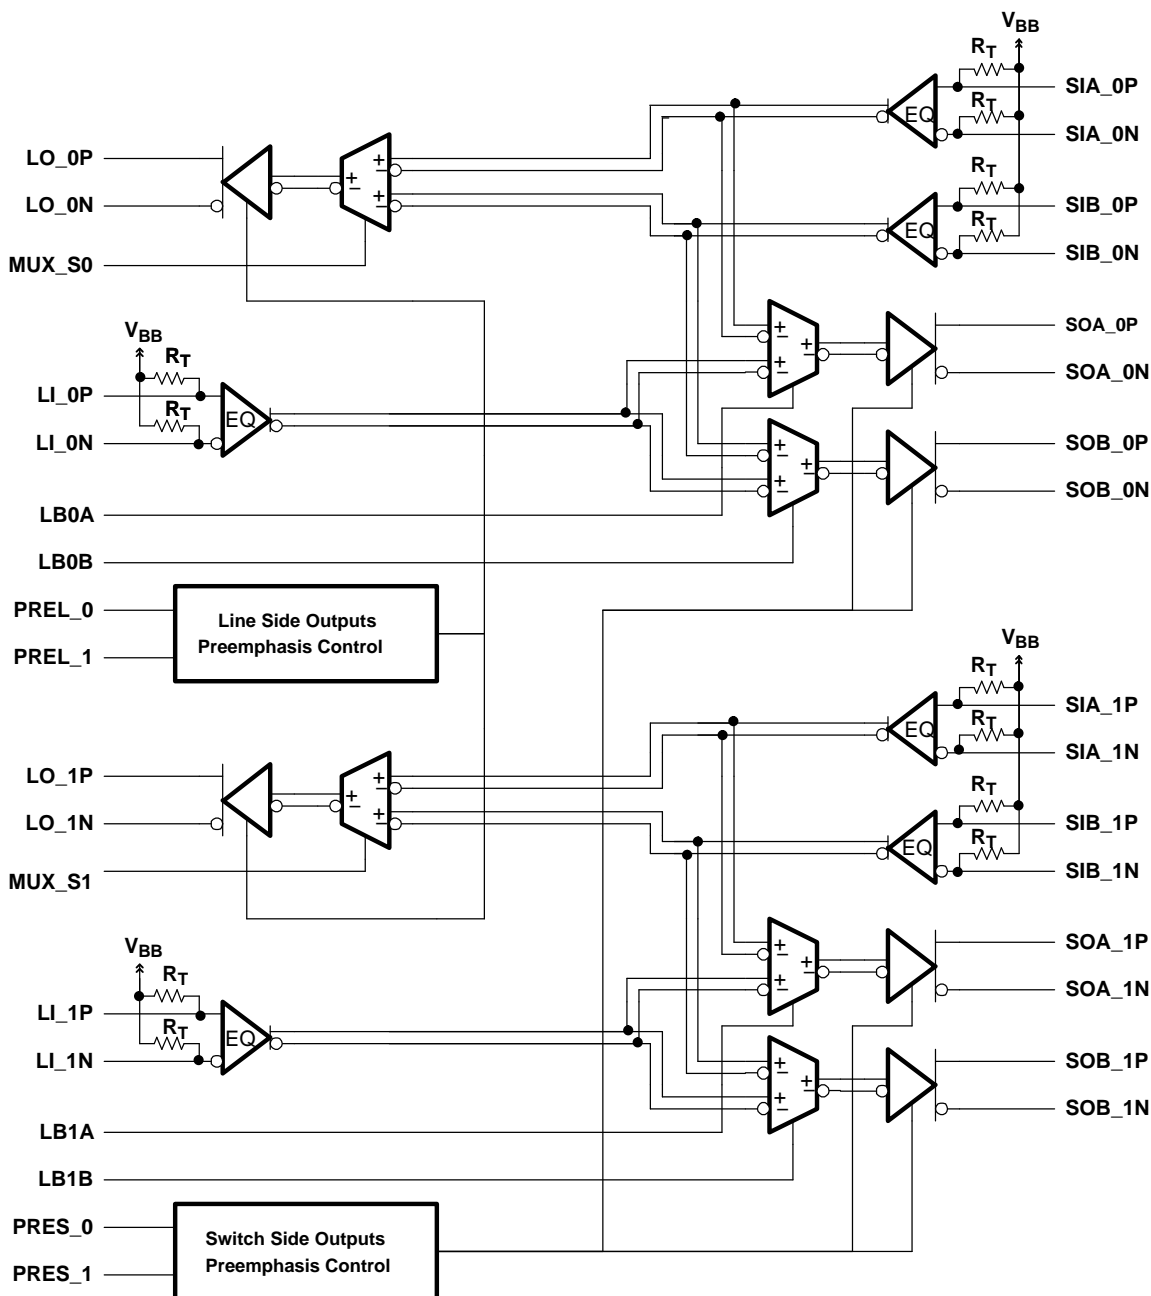 VBB
RT
SIA_0P
RT
EQ
SIA_0N
LO_0P
+
–
+
–
RT
SIB_0P
LO_0N
+
–
RT
EQ
SIB_0N
MUX_S0
VBB
RT
+
–
+
–
SOA_0P
LI_0P
+
–
SOA_0N
RT
EQ
LI_0N
+
–
+
–
SOB_0P
+
–
SOB_0N
LB0A
LB0B
PREL_0
Line Side Outputs
Preemphasis Control
PREL_1
VBB
RT
SIA_1P
RT
EQ
SIA_1N
LO_1P
+
–
+
–
RT
SIB_1P
LO_1N
+
–
RT
EQ
SIB_1N
MUX_S1
VBB
RT
+
–
+
–
SOA_1P
LI_1P
+
–
SOA_1N
RT
EQ
LI_1N
+
–
+
–
SOB_1P
+
–
SOB_1N
LB1A
LB1B
PRES_0
Switch Side Outputs
Preemphasis Control
PRES_1